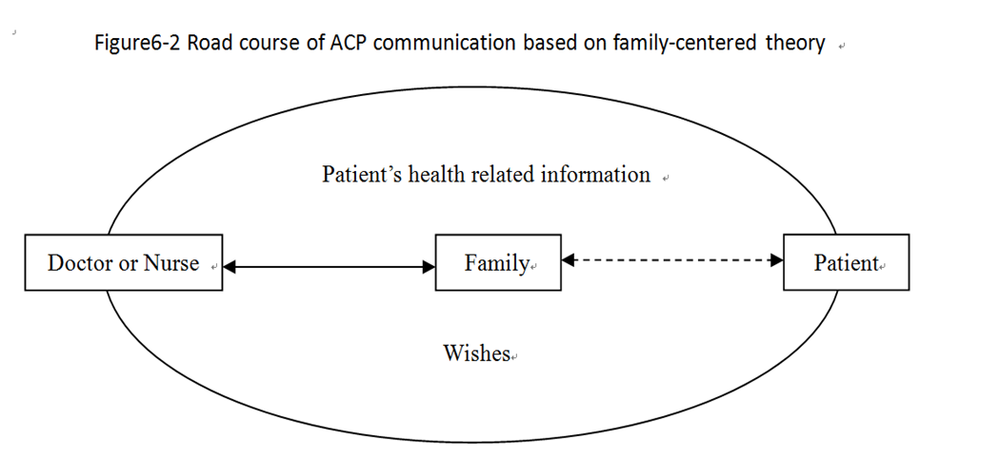 Figure6-2 Road course of ACP communication based on family-centered theory
Patient’s health related information
Doctor or Nurse
Family
Patient
Wishes